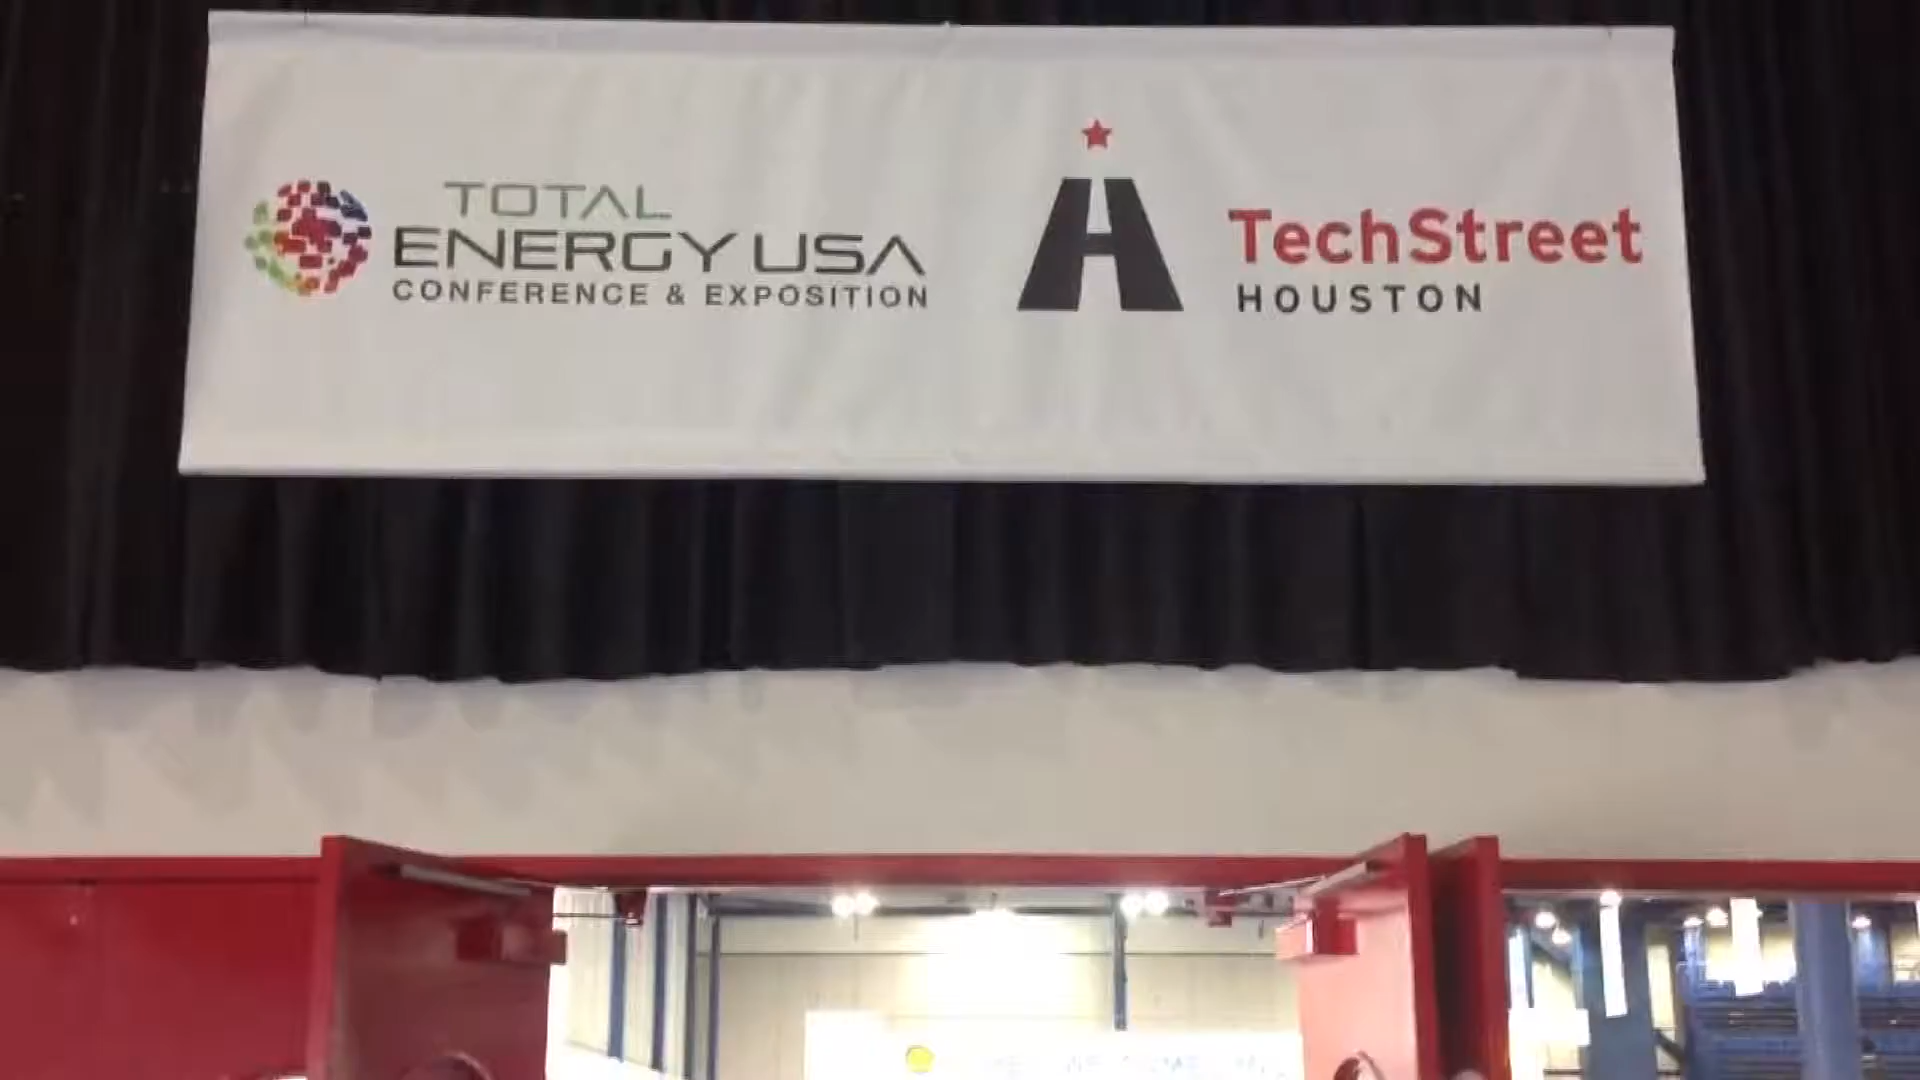 TOTAL
ENERGY USA
CONFERENCE & EXPOSITION
TechStreet
HOUSTON